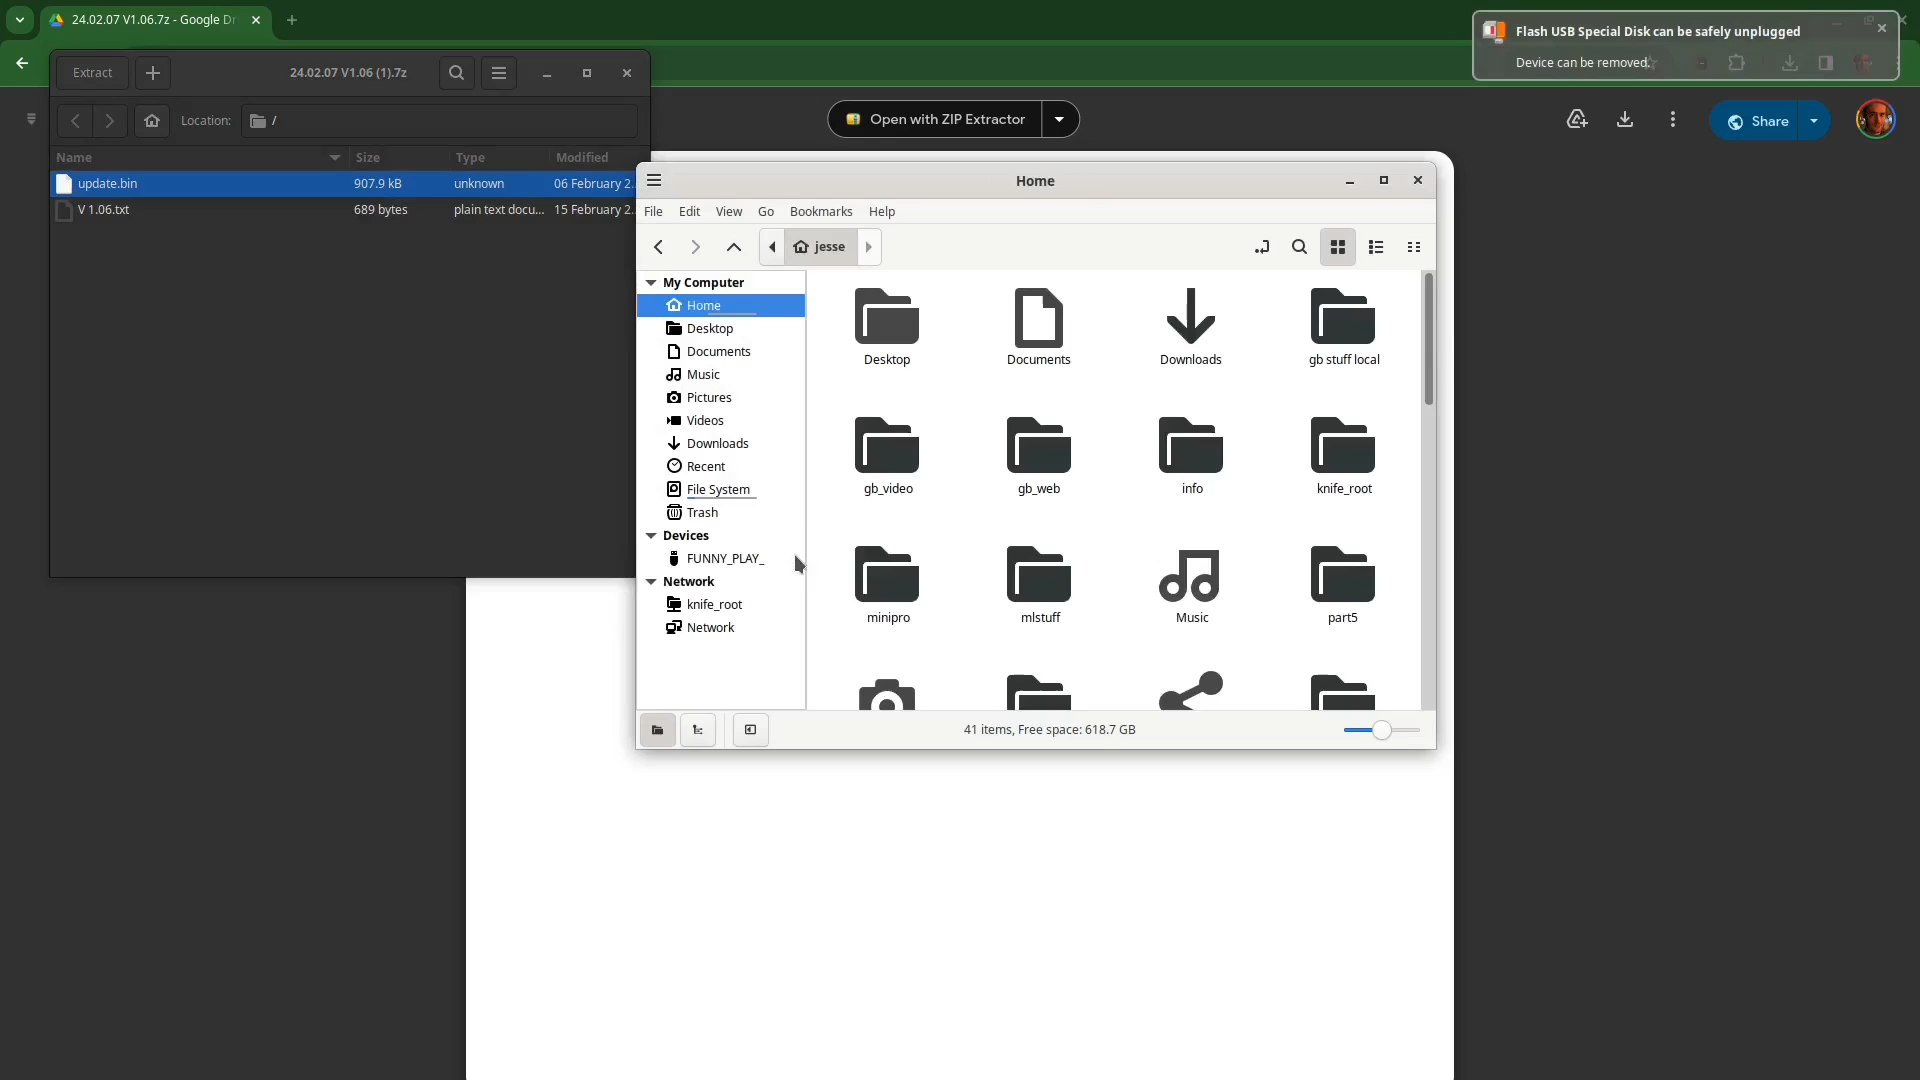 24.02.07 V1.06.7z - Google Dr
Flash USB Special Disk can be safely unplugged
Device can be removed.
Extract
24.02.07 V1.06 (1).7z
Location:
/
Name Size Type Modified
update.bin 907.9 kB unknown 06 February 2...
V 1.06.txt 689 bytes plain text docu... 15 February 2...
Open with ZIP Extractor
Share
Home
File Edit View Go Bookmarks Help
jesse
My Computer
Home
Desktop
Documents
Music
Pictures
Videos
Downloads
Recent
File System
Trash
Devices
FUNNY_PLAY_
Network
knife_root
Network
Desktop Documents Downloads gb stuff local
gb_video gb_web info knife_root
minipro mlstuff Music part5
41 items, Free space: 618.7 GB